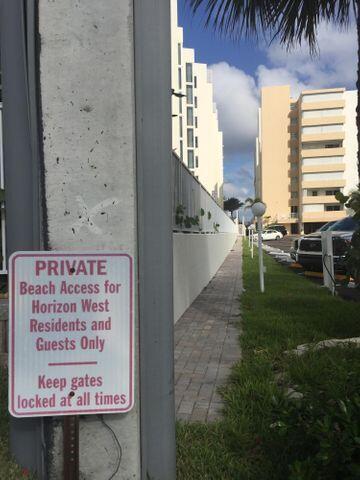 PRIVATE
Beach Access for
Horizon West
Residents and
Guests Only
Keep gates
locked at all times